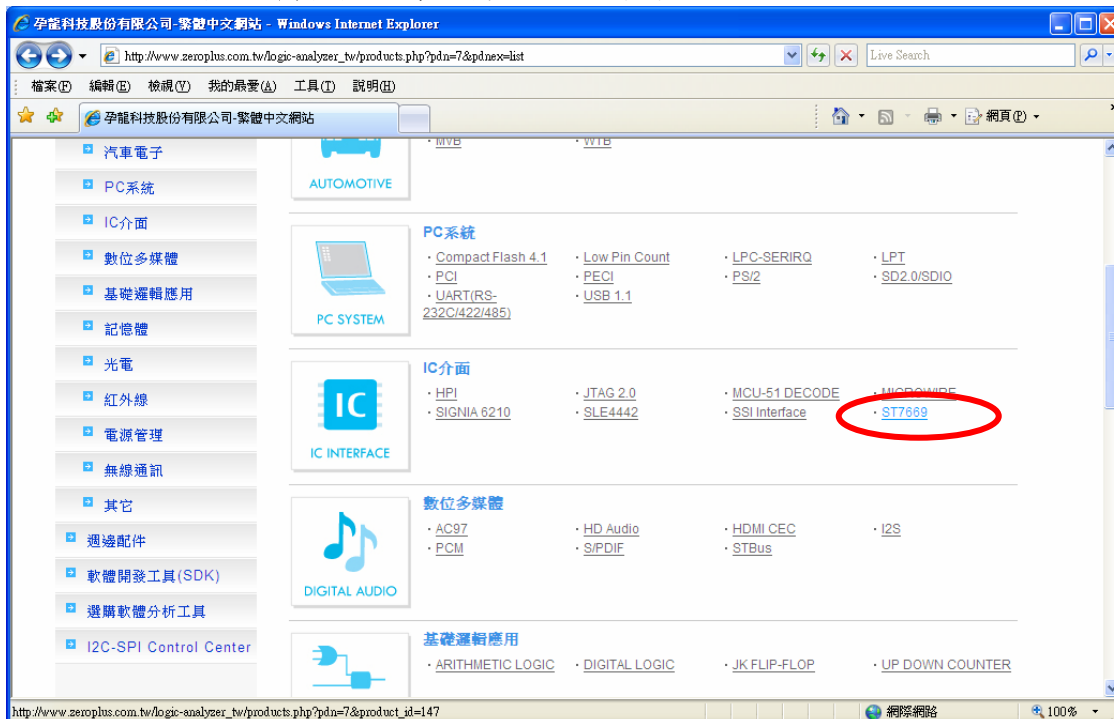 孕龍科技股份有限公司-繁體中文網站 - Windows Internet Explorer
http://www.zeroplus.com.tw/logic-analyzer_tw/products.php?pdn=7&pdnex=list
Live Search
檔案(F) 編輯(E) 檢視(V) 我的最愛(A) 工具(T) 說明(H)
孕龍科技股份有限公司-繁體中文網站
網頁(P)
汽車電子
PC系統
IC介面
數位多媒體
基礎邏輯應用
記憶體
光電
紅外線
電源管理
無線通訊
其它
週邊配件
軟體開發工具(SDK)
選購軟體分析工具
I2C-SPI Control Center
AUTOMOTIVE
· MVB · WTB
PC SYSTEM
PC系統
· Compact Flash 4.1 · Low Pin Count · LPC-SERIRQ · LPT
· PCI · PECI · PS/2 · SD2.0/SDIO
· UART(RS- · USB 1.1
232C/422/485)
IC
IC INTERFACE
IC介面
· HPI · JTAG 2.0 · MCU-51 DECODE · MICROWIRE
· SIGNIA 6210 · SLE4442 · SSI Interface · ST7669
DIGITAL AUDIO
數位多媒體
· AC97 · HD Audio · HDMI CEC · I2S
· PCM · S/PDIF · STBus
基礎邏輯應用
· ARITHMETIC LOGIC · DIGITAL LOGIC · JK FLIP-FLOP · UP DOWN COUNTER
http://www.zeroplus.com.tw/logic-analyzer_tw/products.php?pdn=7&product_id=147
網際網路
100%